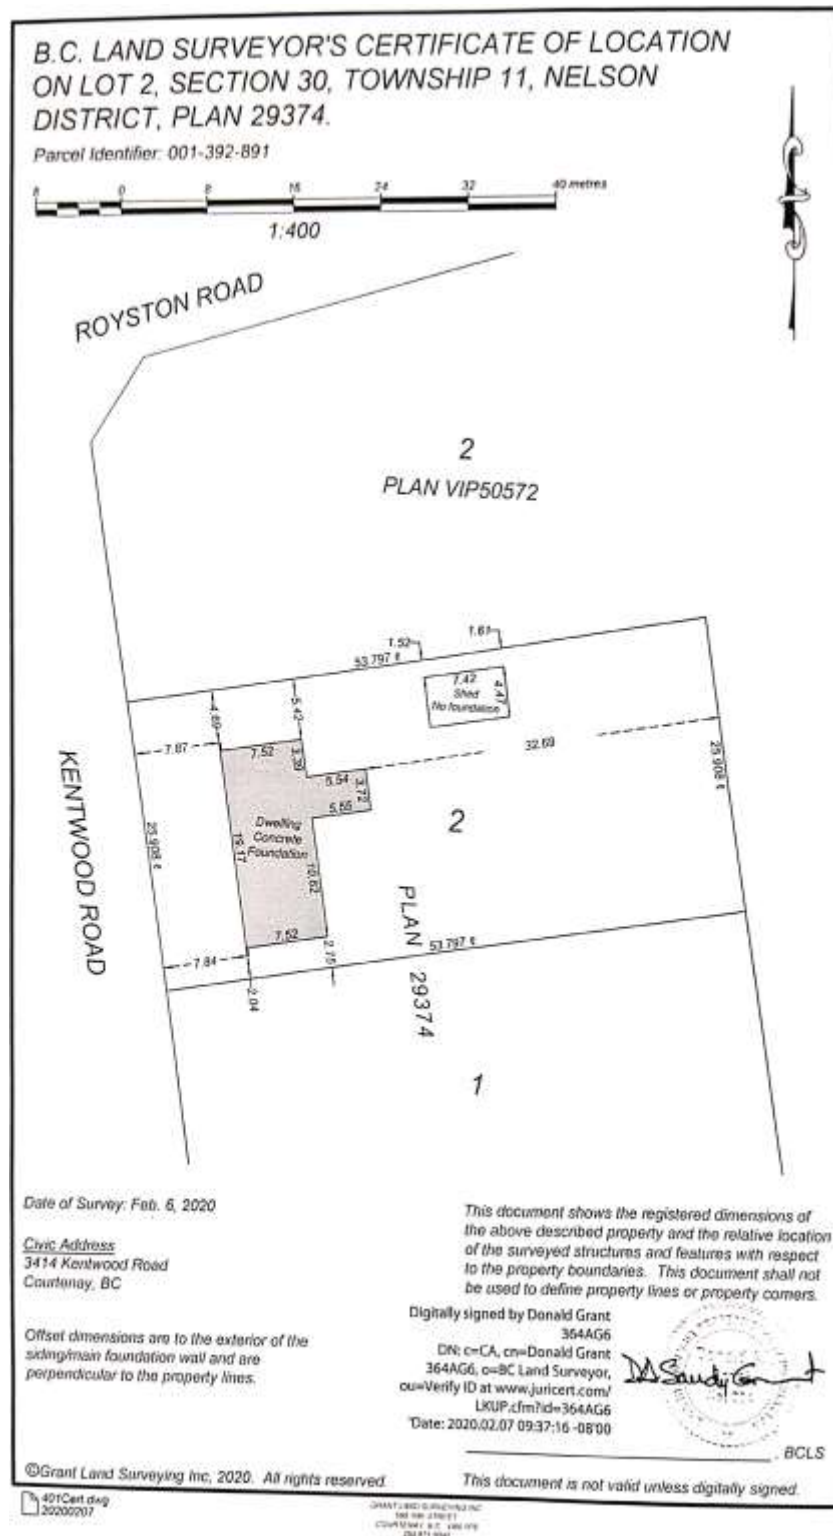 B.C. LAND SURVEYOR'S CERTIFICATE OF LOCATION
ON LOT 2, SECTION 30, TOWNSHIP 11, NELSON
DISTRICT, PLAN 29374.
Parcel Identifier: 001-392-891
8 0 8 16 24 32 40 metres
1:400
ROYSTON ROAD
2
PLAN VIP50572
1.52
1.61
53.797 ¢
4.69
5.42
7.42
Shed
No foundation
4.47
7.87
7.52
3.39
32.69
25.908 ¢
5.54
3.72
5.55
KENTWOOD ROAD
25.908 ¢
19.17
Dwelling
Concrete
Foundation
10.62
2
PLAN 29374
7.52
7.84
2.04
2.75
53.797 ¢
1
Date of Survey: Feb. 6, 2020
Civic Address
3414 Kentwood Road
Courtenay, BC
Offset dimensions are to the exterior of the
siding/main foundation wall and are
perpendicular to the property lines.
This document shows the registered dimensions of
the above described property and the relative location
of the surveyed structures and features with respect
to the property boundaries. This document shall not
be used to define property lines or property corners.
Digitally signed by Donald Grant
364AG6
DN: c=CA, cn=Donald Grant
364AG6, o=BC Land Surveyor,
ou=Verify ID at www.juricert.com/
LKUP.cfm?id=364AG6
Date: 2020.02.07 09:37:16 -08'00'
BCLS
©Grant Land Surveying Inc, 2020. All rights reserved.
This document is not valid unless digitally signed.
401Cert.dwg
20200207
GRANT LAND SURVEYING INC